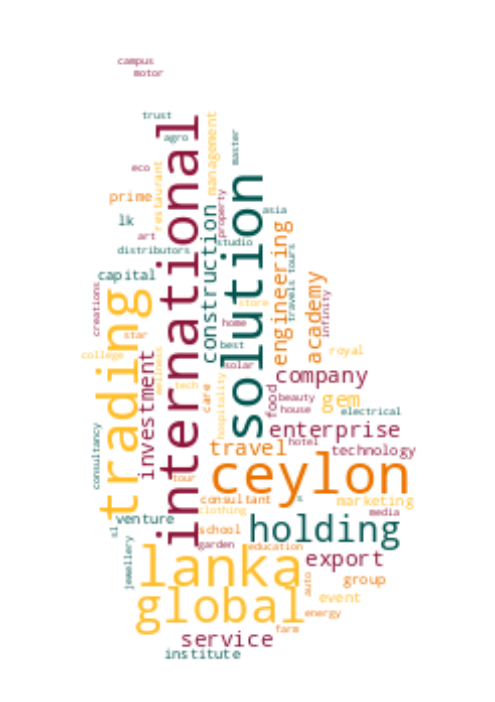 campus
motor
trust
agro
master
management
international
eco
restaurant
prime
property
solution
asia
lk
construction
art
studio
distributors
engineering
travels tours
capital
academy
infinity
trading
creations
store
home
star
best
royal
college
investment
wellness
solar
tech
company
care
hospitality
food
beauty
gem
house
electrical
enterprise
consultancy
travel
hotel
technology
tour
ceylon
consultant
s
marketing
clothing
media
venture
sl
school
holding
garden
education
jewellery
lanka
export
auto
group
global
event
energy
farm
service
institute